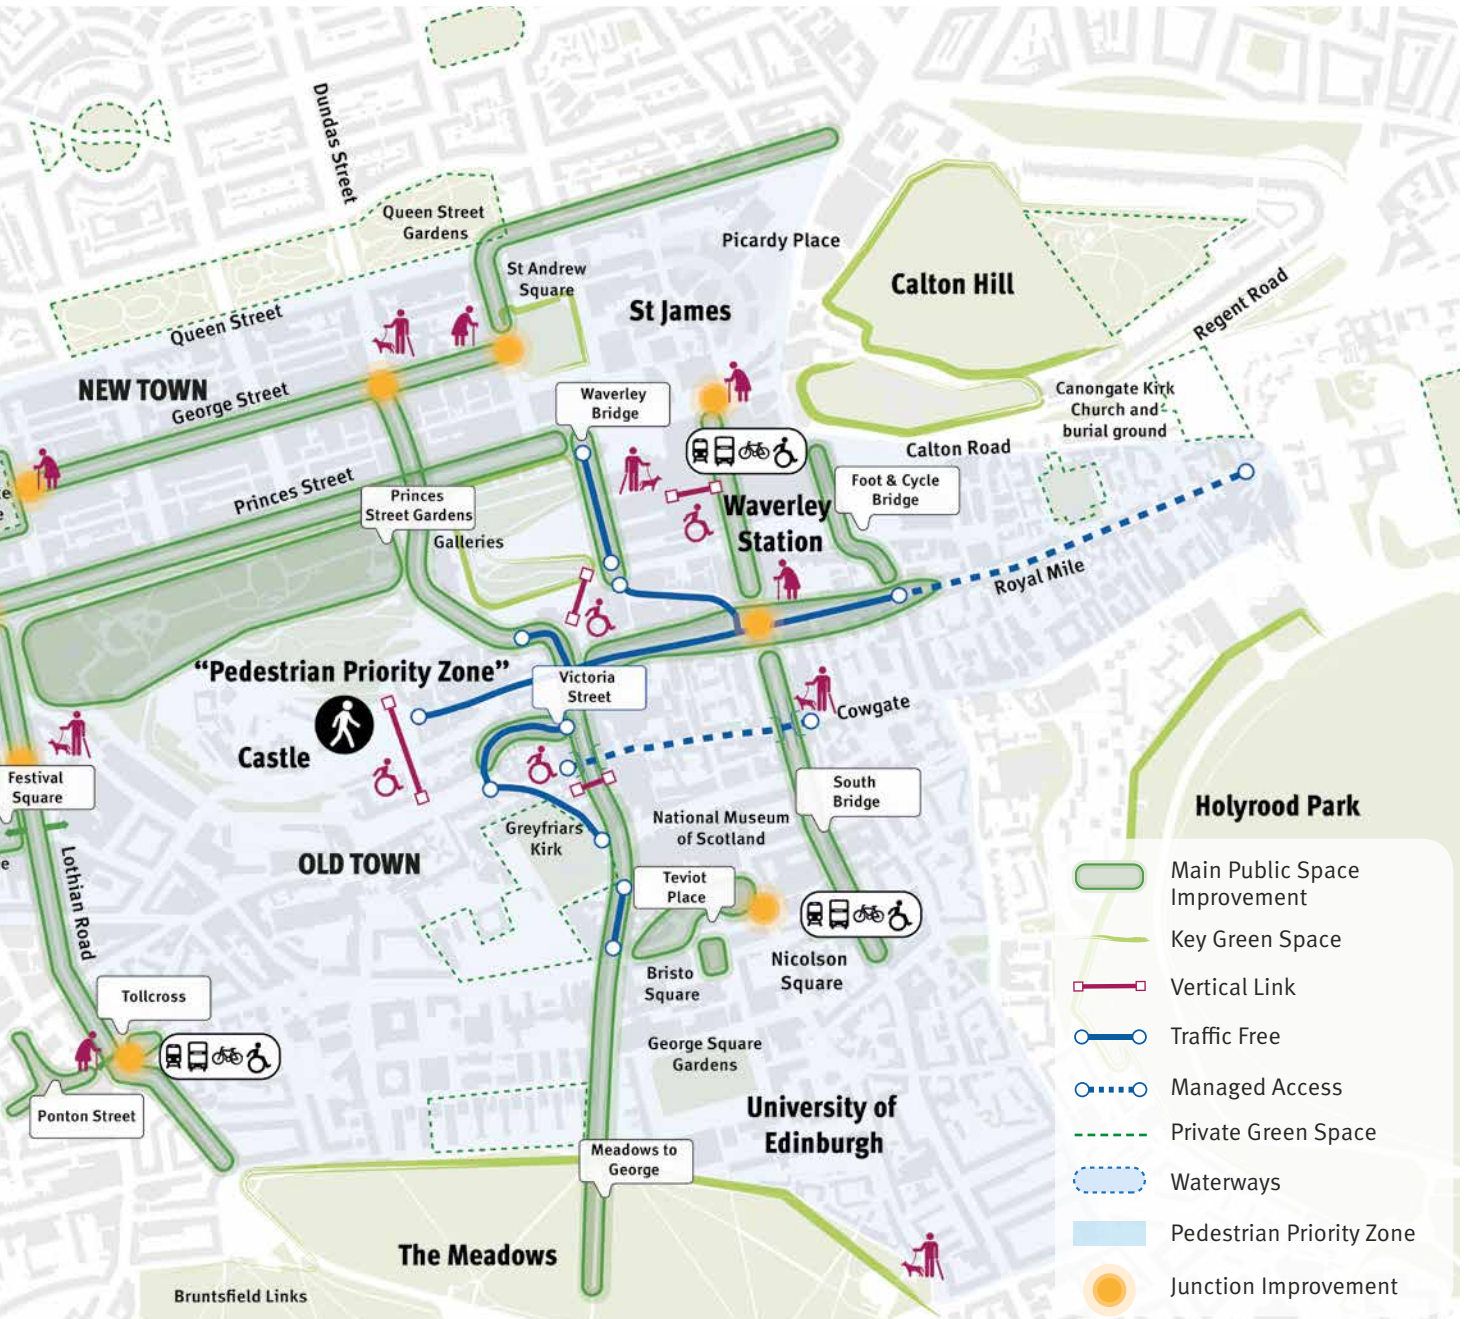 Dundas Street
Queen Street
Gardens
Picardy Place
St Andrew
Square
Calton Hill
St James
Regent Road
Queen Street
NEW TOWN
George Street
Waverley
Bridge
Canongate Kirk
Church and
burial ground
Calton Road
Princes Street
Princes
Street Gardens
Galleries
Foot & Cycle
Bridge
Waverley
Station
Royal Mile
“Pedestrian Priority Zone”
Victoria
Street
Cowgate
Castle
Festival
Square
South
Bridge
Holyrood Park
National Museum
of Scotland
Greyfriars
Kirk
OLD TOWN
Lothian Road
Teviot
Place
Nicolson
Square
Bristo
Square
Tollcross
George Square
Gardens
Ponton Street
University of
Edinburgh
Meadows to
George
The Meadows
Bruntsfield Links
Main Public Space
Improvement
Key Green Space
Vertical Link
Traffic Free
Managed Access
Private Green Space
Waterways
Pedestrian Priority Zone
Junction Improvement